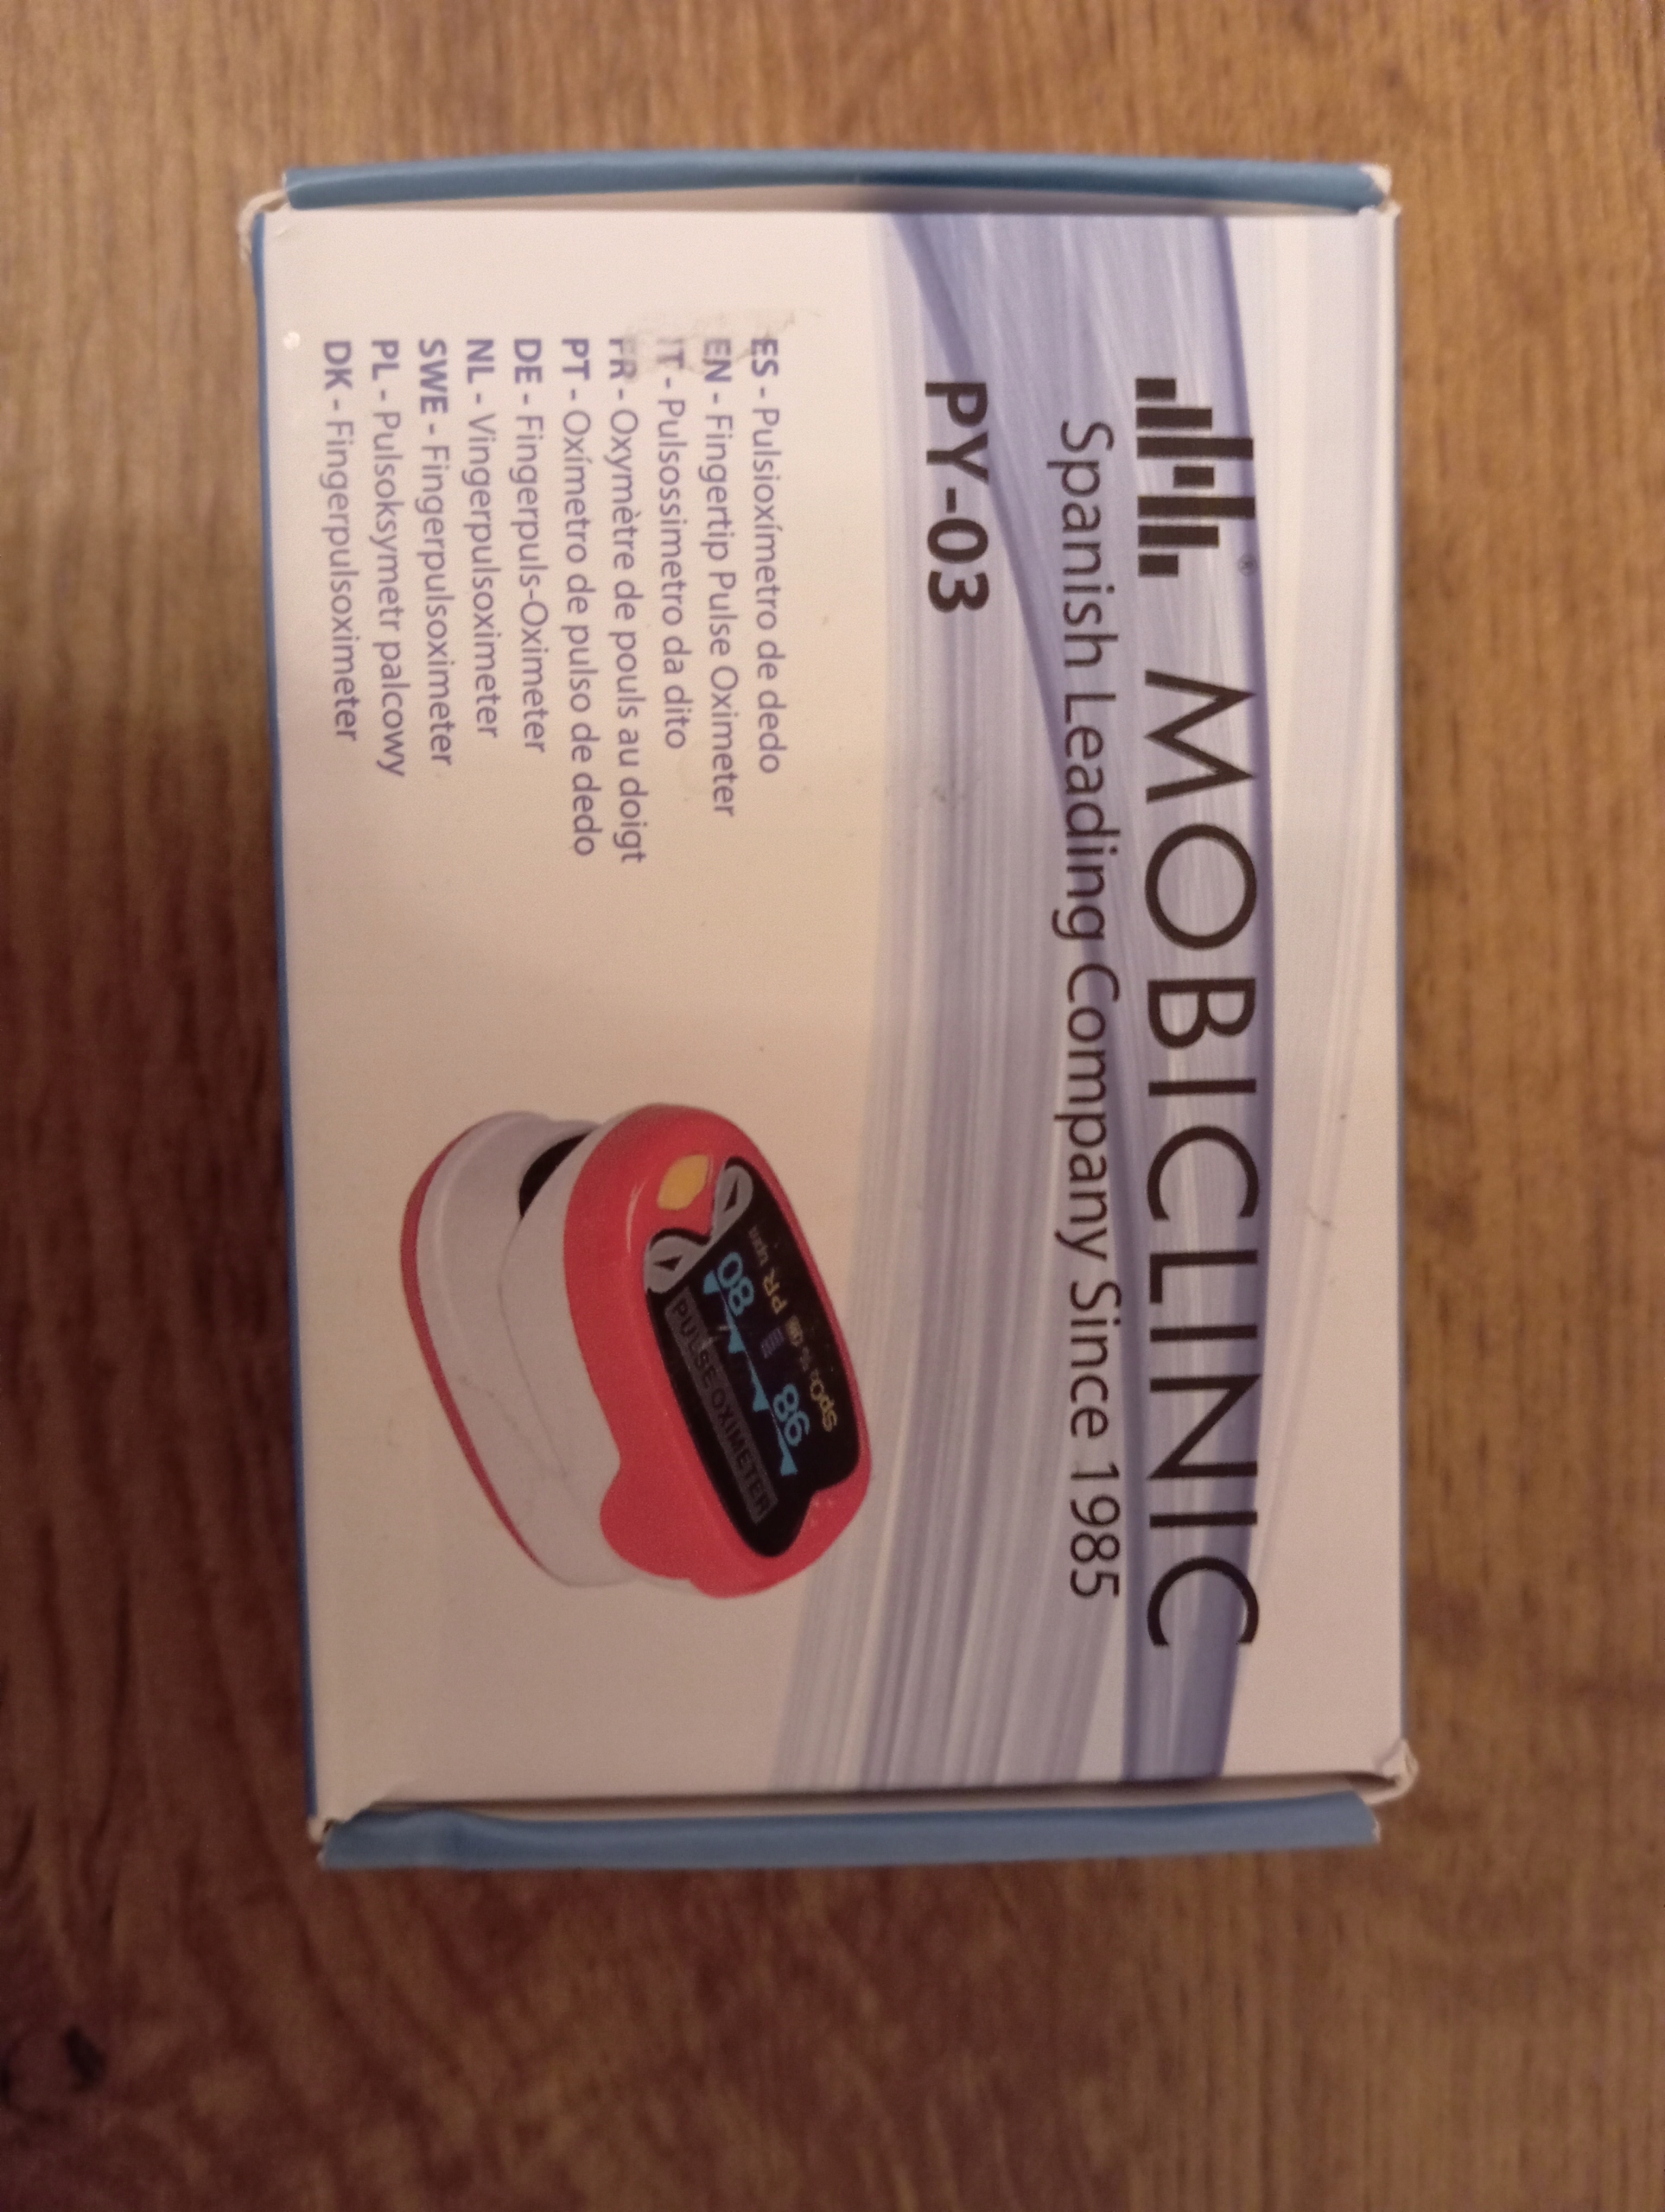 ®
MOBICLINIC
Spanish Leading Company Since 1985
PY-03
ES - Pulsioxímetro de dedo
EN - Fingertip Pulse Oximeter
IT - Pulsossimetro da dito
FR - Oxymètre de pouls au doigt
PT - Oxímetro de pulso de dedo
DE - Fingerpuls-Oximeter
NL - Vingerpulsoximeter
SWE - Fingerpulsoximeter
PL - Pulsoksymetr palcowy
DK - Fingerpulsoximeter
SpO₂ % PR bpm
98 80
PULSE OXIMETER